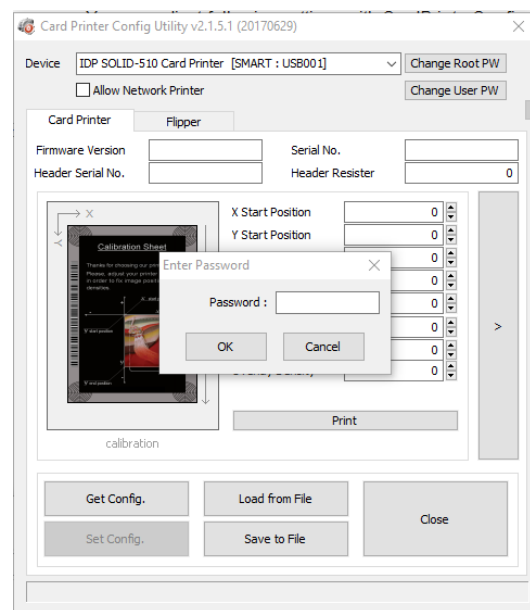 Card Printer Config Utility v2.1.5.1 (20170629)
Device IDP SOLID-510 Card Printer [SMART : USB001] Change Root PW
Allow Network Printer Change User PW
Card Printer Flipper
Firmware Version Serial No.
Header Serial No. Header Resister 0
X X Start Position 0
Y Y Start Position 0
Calibration Sheet 0
Enter Password
0
Password :
0
0
OK Cancel >
0
0
Print
calibration
Get Config. Load from File
Close
Set Config. Save to File